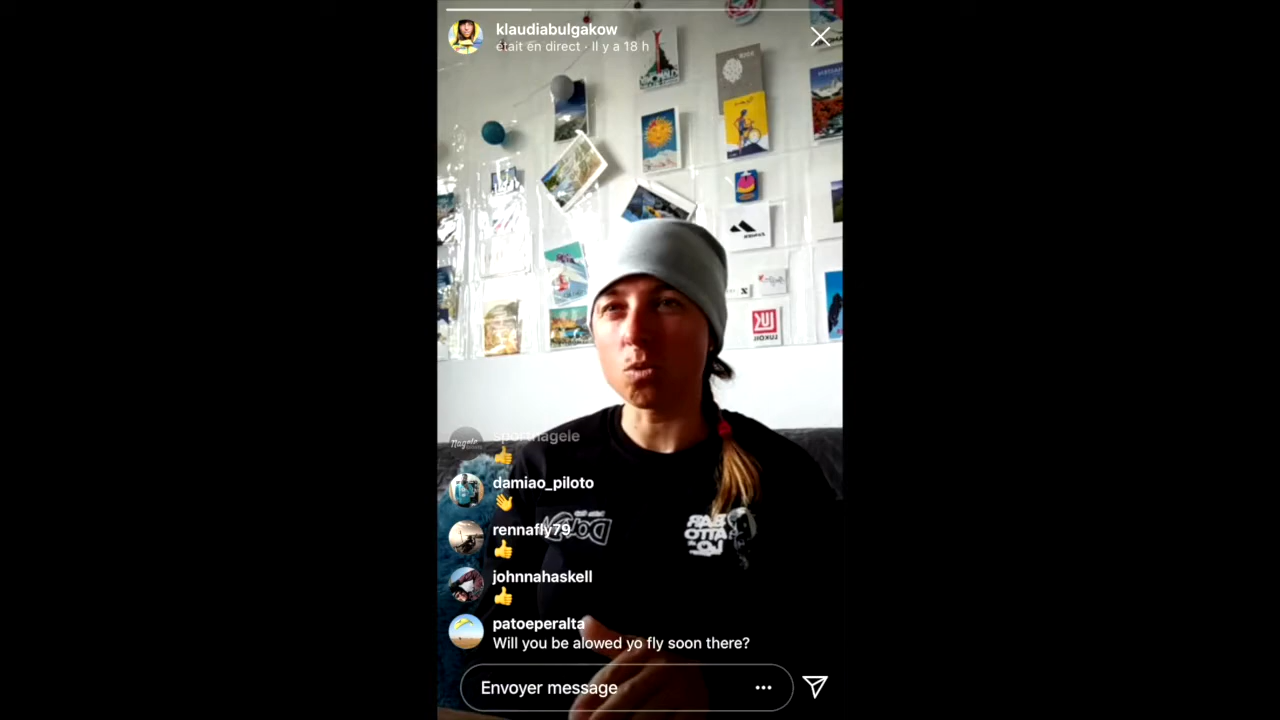 klaudiabulgakow
était en direct · Il y a 18 h
sportnagele
damiao_piloto
rennafly79
johnnahaskell
patoeperalta
Will you be alowed yo fly soon there?
Envoyer message